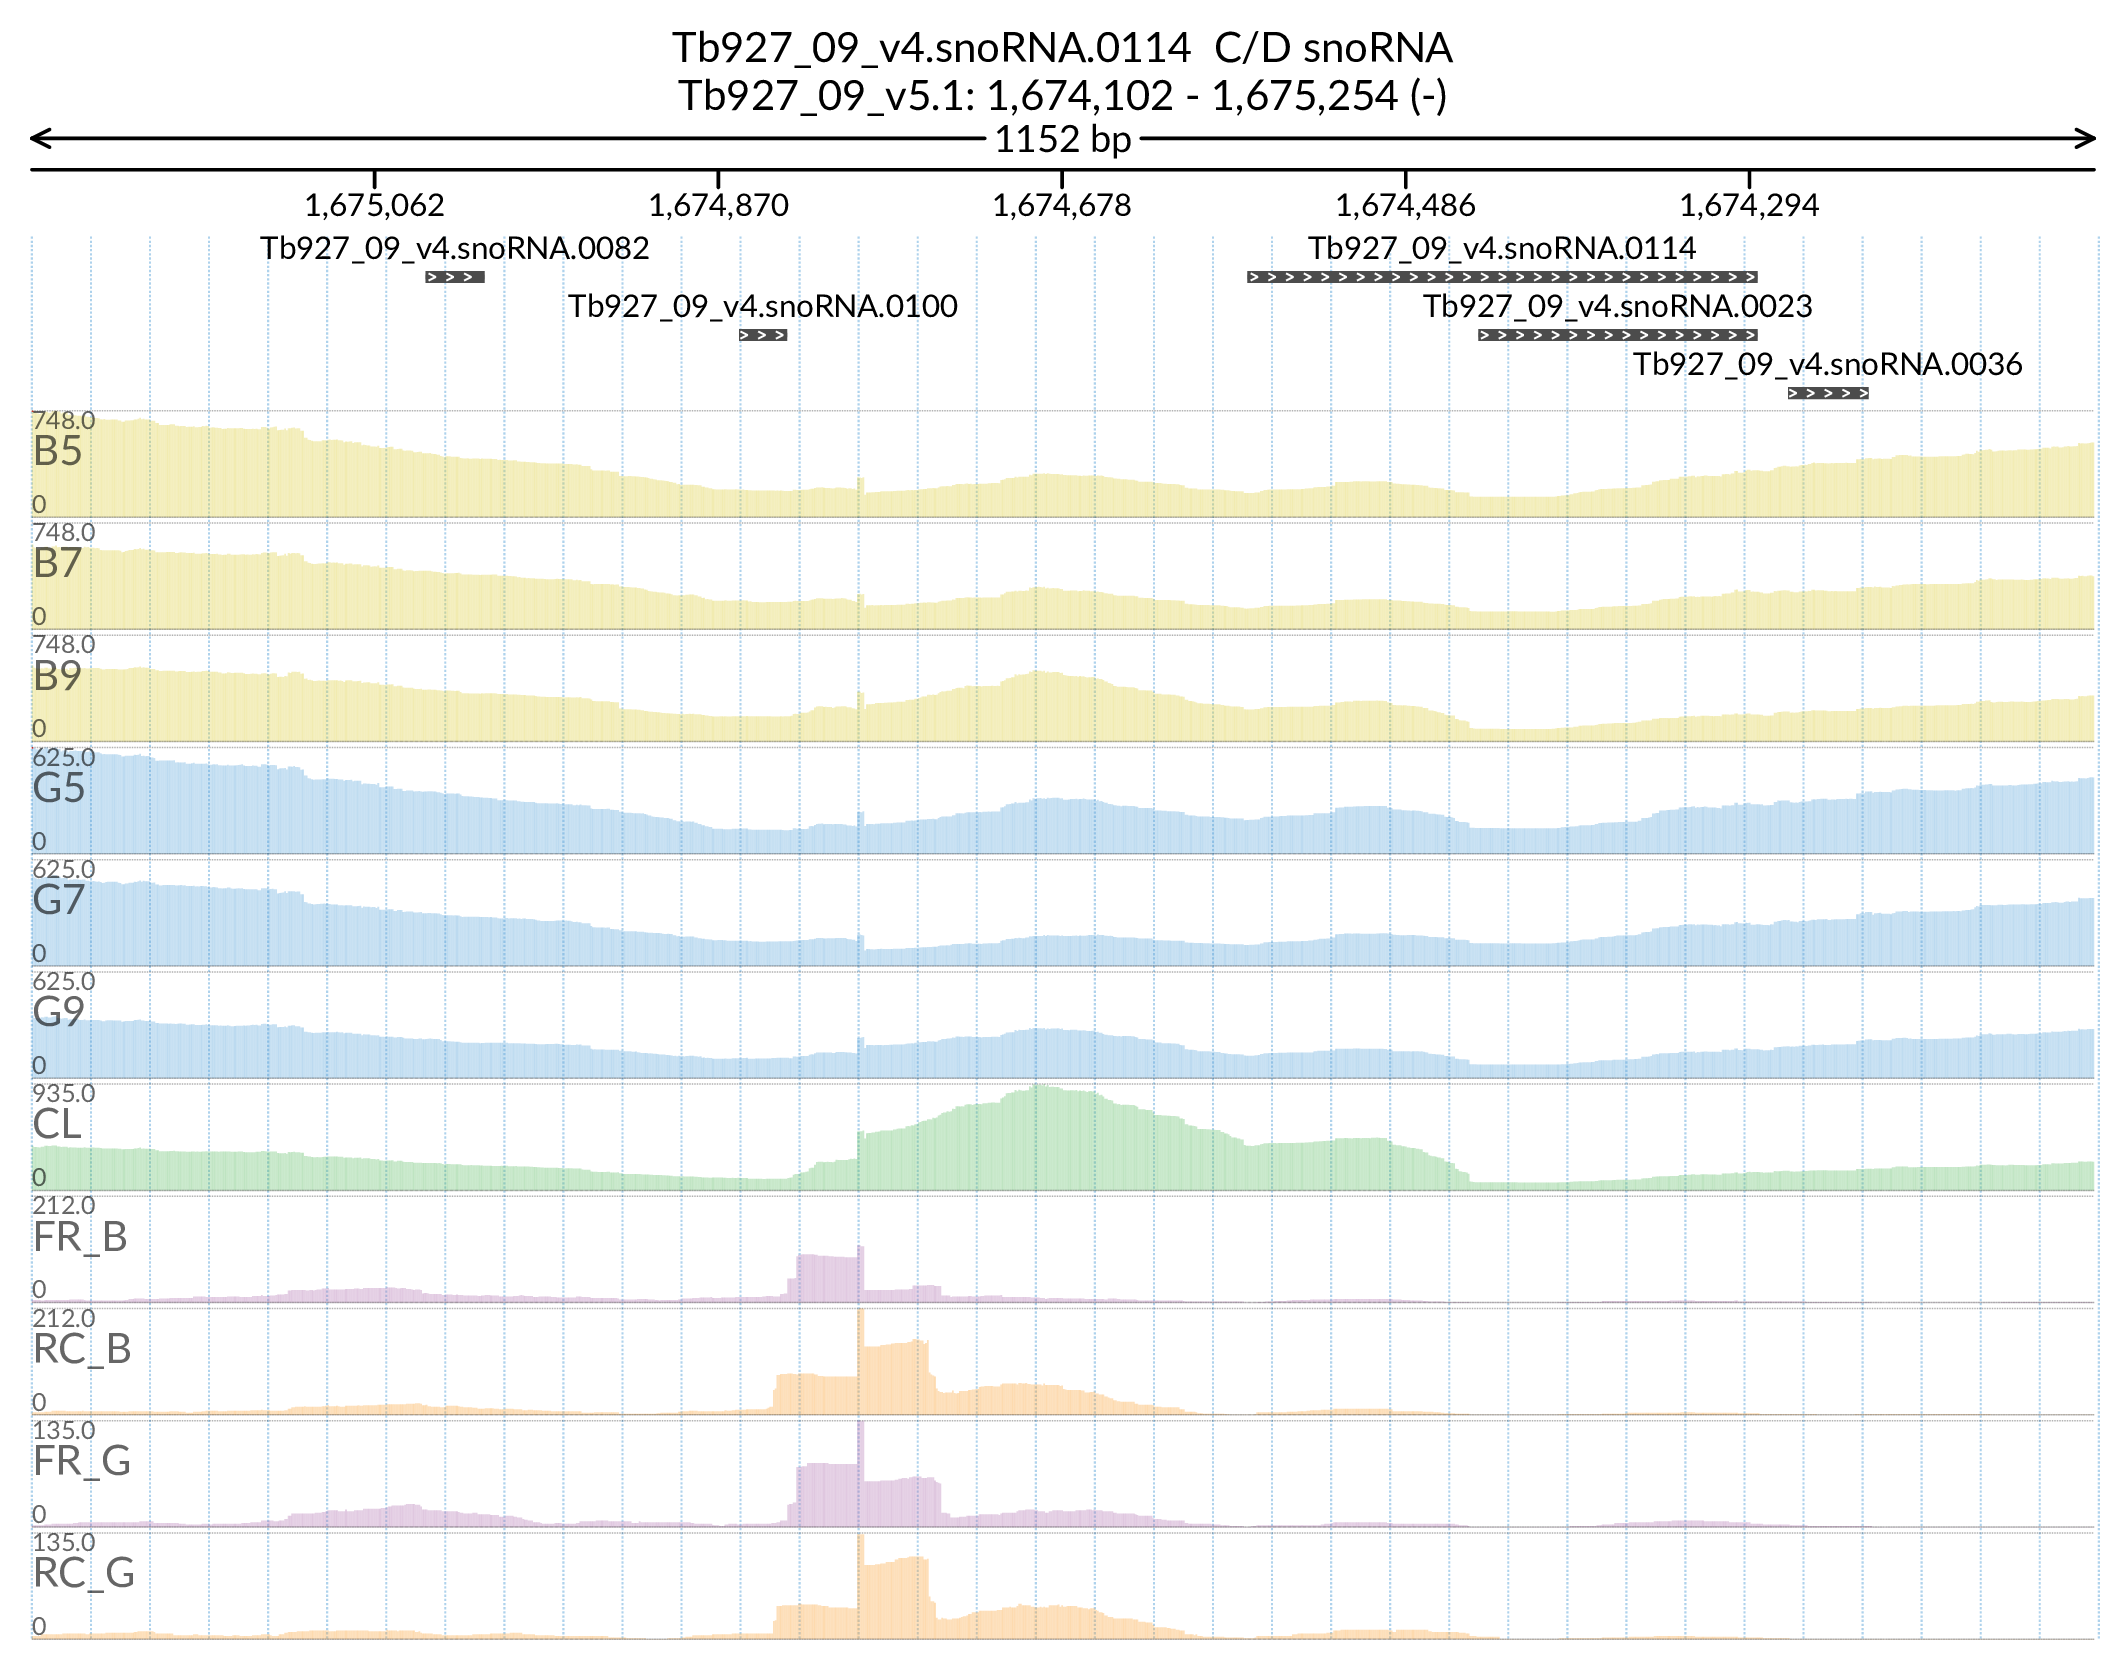 Tb927_09_v4.snoRNA.0114  C/D snoRNA
Tb927_09_v5.1: 1,674,102 - 1,675,254 (-)
1152 bp
1,675,062 1,674,870 1,674,678 1,674,486 1,674,294
Tb927_09_v4.snoRNA.0082 Tb927_09_v4.snoRNA.0114
Tb927_09_v4.snoRNA.0100 Tb927_09_v4.snoRNA.0023
Tb927_09_v4.snoRNA.0036
748.0
B5
0
748.0
B7
0
748.0
B9
0
625.0
G5
0
625.0
G7
0
625.0
G9
0
935.0
CL
0
212.0
FR_B
0
212.0
RC_B
0
135.0
FR_G
0
135.0
RC_G
0